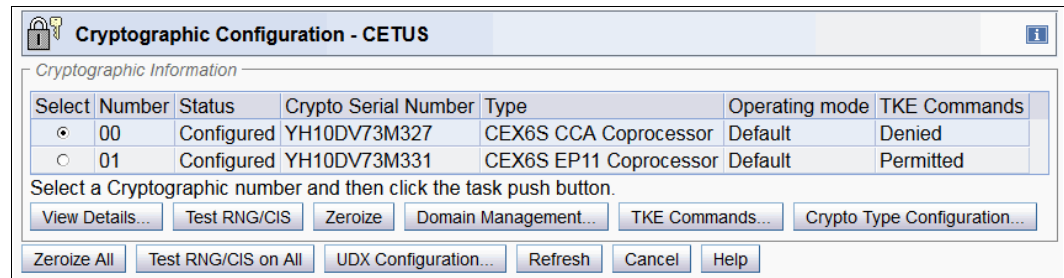 Cryptographic Configuration - CETUS
i
Cryptographic Information
Select Number Status Crypto Serial Number Type Operating mode TKE Commands
00 Configured YH10DV73M327 CEX6S CCA Coprocessor Default Denied
01 Configured YH10DV73M331 CEX6S EP11 Coprocessor Default Permitted
Select a Cryptographic number and then click the task push button.
View Details... Test RNG/CIS Zeroize Domain Management... TKE Commands... Crypto Type Configuration...
Zeroize All Test RNG/CIS on All UDX Configuration... Refresh Cancel Help